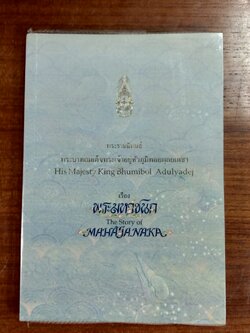 พระราชนิพนธ์
พระบาทสมเด็จพระเจ้าอยู่หัวภูมิพลอดุลยเดช
His Majesty King Bhumibol Adulyadej
เรื่อง
พระมหาชนก
The Story of
MAHAJANAKA